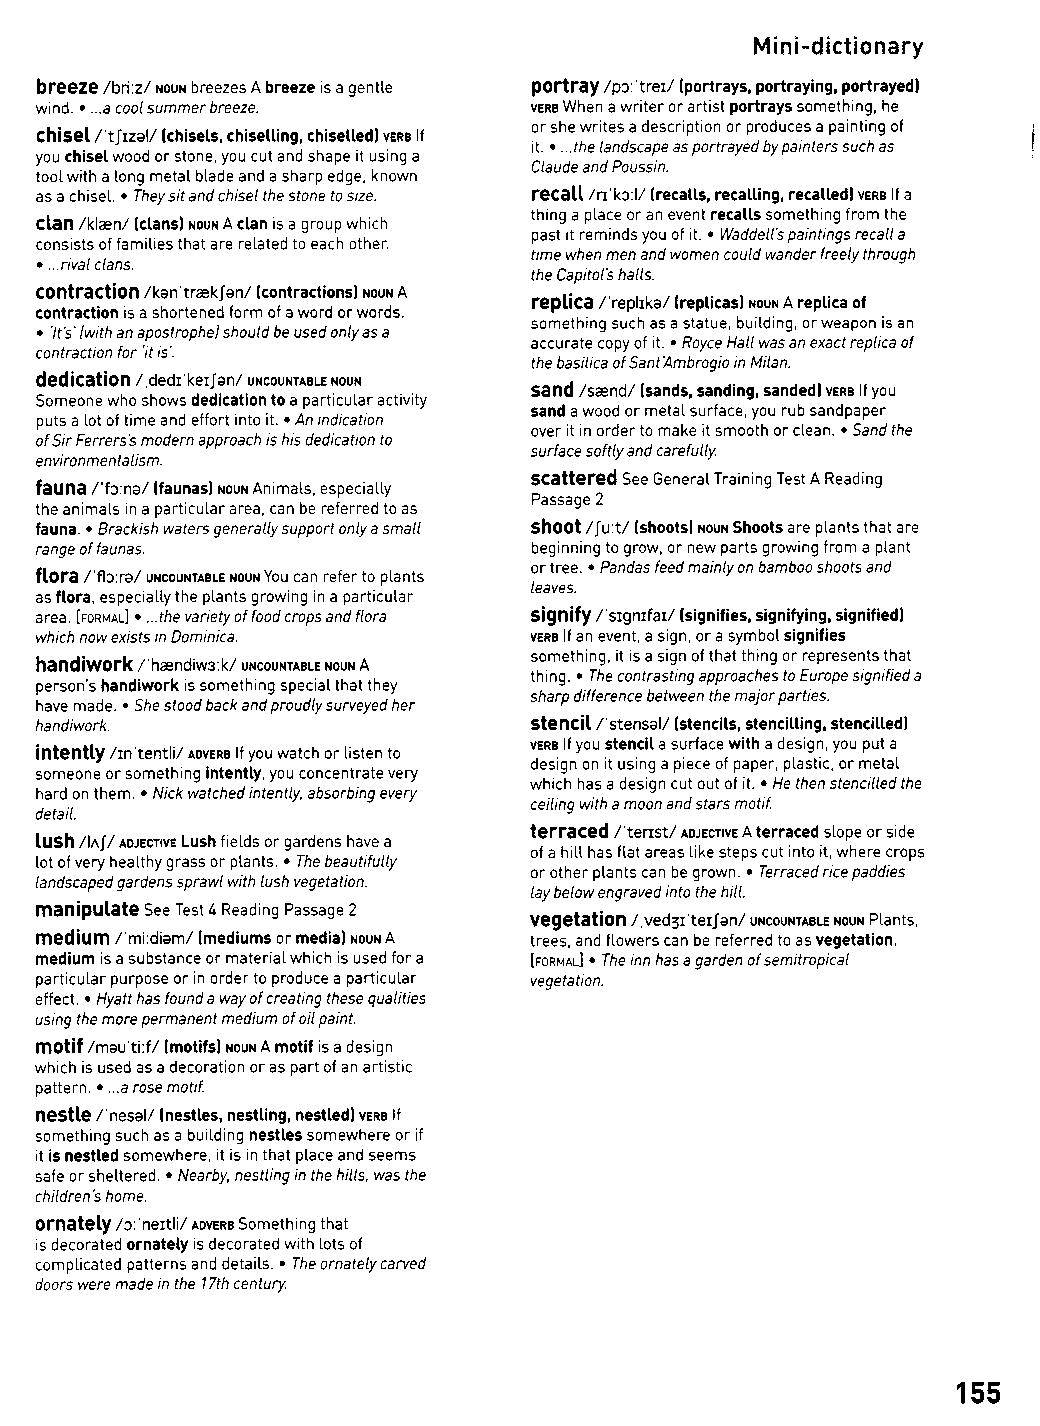 Mini-dictionary
breeze /briːz/ NOUN breezes A breeze is a gentle
wind. • ...a cool summer breeze.
chisel /ˈtʃɪzəl/ (chisels, chiselling, chiselled) VERB If
you chisel wood or stone, you cut and shape it using a
tool with a long metal blade and a sharp edge, known
as a chisel. • They sit and chisel the stone to size.
clan /klæn/ (clans) NOUN A clan is a group which
consists of families that are related to each other.
• ...rival clans.
contraction /kənˈtrækʃən/ (contractions) NOUN A
contraction is a shortened form of a word or words.
• 'It's' (with an apostrophe) should be used only as a
contraction for 'it is'.
dedication /ˌdedɪˈkeɪʃən/ UNCOUNTABLE NOUN
Someone who shows dedication to a particular activity
puts a lot of time and effort into it. • An indication
of Sir Ferrers's modern approach is his dedication to
environmentalism.
fauna /ˈfɔːnə/ (faunas) NOUN Animals, especially
the animals in a particular area, can be referred to as
fauna. • Brackish waters generally support only a small
range of faunas.
flora /ˈflɔːrə/ UNCOUNTABLE NOUN You can refer to plants
as flora, especially the plants growing in a particular
area. [FORMAL] • ...the variety of food crops and flora
which now exists in Dominica.
handiwork /ˈhændiwɜːk/ UNCOUNTABLE NOUN A
person's handiwork is something special that they
have made. • She stood back and proudly surveyed her
handiwork.
intently /ɪnˈtentli/ ADVERB If you watch or listen to
someone or something intently, you concentrate very
hard on them. • Nick watched intently, absorbing every
detail.
lush /lʌʃ/ ADJECTIVE Lush fields or gardens have a
lot of very healthy grass or plants. • The beautifully
landscaped gardens sprawl with lush vegetation.
manipulate See Test 4 Reading Passage 2
medium /ˈmiːdiəm/ (mediums or media) NOUN A
medium is a substance or material which is used for a
particular purpose or in order to produce a particular
effect. • Hyatt has found a way of creating these qualities
using the more permanent medium of oil paint.
motif /məʊˈtiːf/ (motifs) NOUN A motif is a design
which is used as a decoration or as part of an artistic
pattern. • ...a rose motif.
nestle /ˈnesəl/ (nestles, nestling, nestled) VERB If
something such as a building nestles somewhere or if
it is nestled somewhere, it is in that place and seems
safe or sheltered. • Nearby, nestling in the hills, was the
children's home.
ornately /ɔːˈneɪtli/ ADVERB Something that
is decorated ornately is decorated with lots of
complicated patterns and details. • The ornately carved
doors were made in the 17th century.
portray /pɔːˈtreɪ/ (portrays, portraying, portrayed)
VERB When a writer or artist portrays something, he
or she writes a description or produces a painting of
it. • ...the landscape as portrayed by painters such as
Claude and Poussin.
recall /rɪˈkɔːl/ (recalls, recalling, recalled) VERB If a
thing a place or an event recalls something from the
past it reminds you of it. • Waddell's paintings recall a
time when men and women could wander freely through
the Capitol's halls.
replica /ˈreplɪkə/ (replicas) NOUN A replica of
something such as a statue, building, or weapon is an
accurate copy of it. • Royce Hall was an exact replica of
the basilica of Sant'Ambrogio in Milan.
sand /sænd/ (sands, sanding, sanded) VERB If you
sand a wood or metal surface, you rub sandpaper
over it in order to make it smooth or clean. • Sand the
surface softly and carefully.
scattered See General Training Test A Reading
Passage 2
shoot /ʃuːt/ (shoots) NOUN Shoots are plants that are
beginning to grow, or new parts growing from a plant
or tree. • Pandas feed mainly on bamboo shoots and
leaves.
signify /ˈsɪgnɪfaɪ/ (signifies, signifying, signified)
VERB If an event, a sign, or a symbol signifies
something, it is a sign of that thing or represents that
thing. • The contrasting approaches to Europe signified a
sharp difference between the major parties.
stencil /ˈstensəl/ (stencils, stencilling, stencilled)
VERB If you stencil a surface with a design, you put a
design on it using a piece of paper, plastic, or metal
which has a design cut out of it. • He then stencilled the
ceiling with a moon and stars motif.
terraced /ˈterɪst/ ADJECTIVE A terraced slope or side
of a hill has flat areas like steps cut into it, where crops
or other plants can be grown. • Terraced rice paddies
lay below engraved into the hill.
vegetation /ˌvedʒɪˈteɪʃən/ UNCOUNTABLE NOUN Plants,
trees, and flowers can be referred to as vegetation.
[FORMAL] • The inn has a garden of semitropical
vegetation.
155